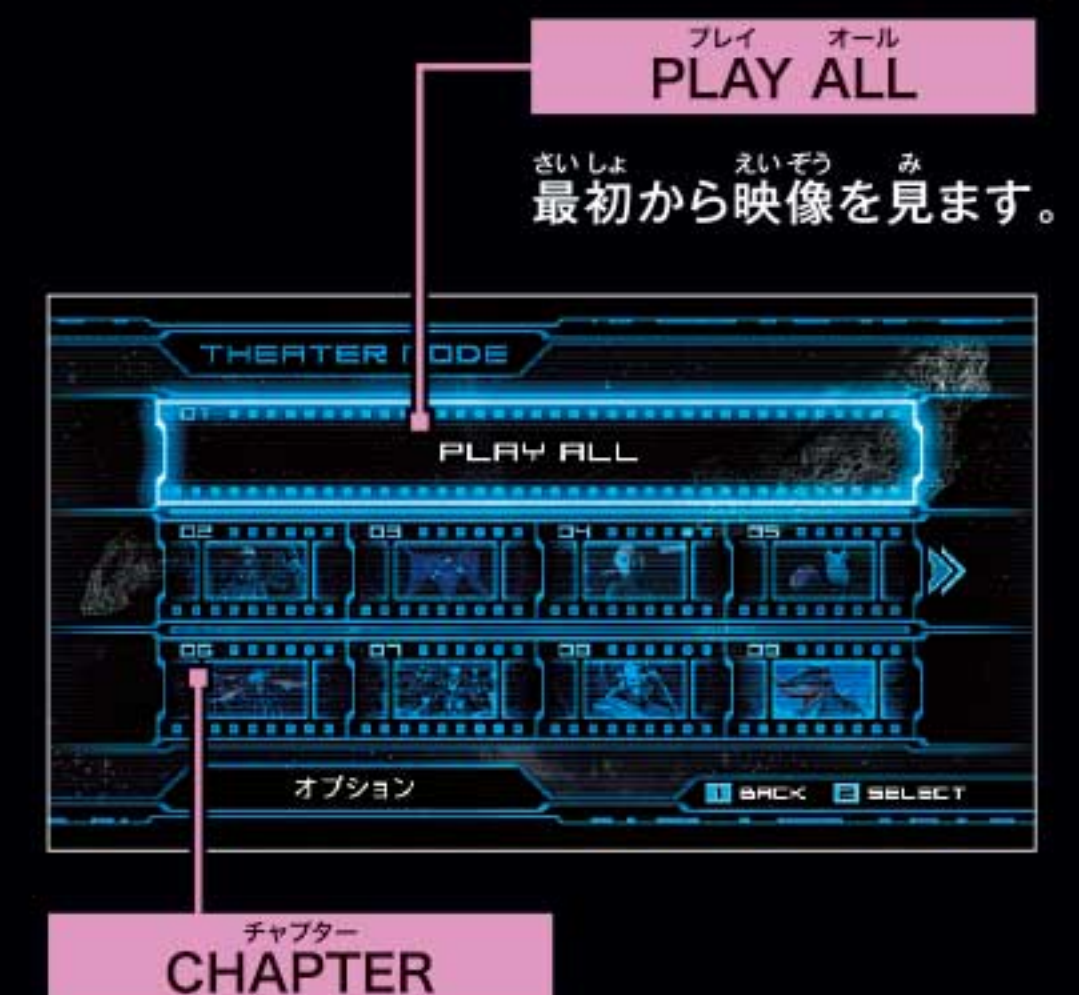 プレイ オール
PLAY ALL
さいしょ えいぞう み
最初から映像を見ます。
THEATER MODE
01
PLAY ALL
02 03 04 05
06 07 08 09
オプション
1 BACK 2 SELECT
チャプター
CHAPTER